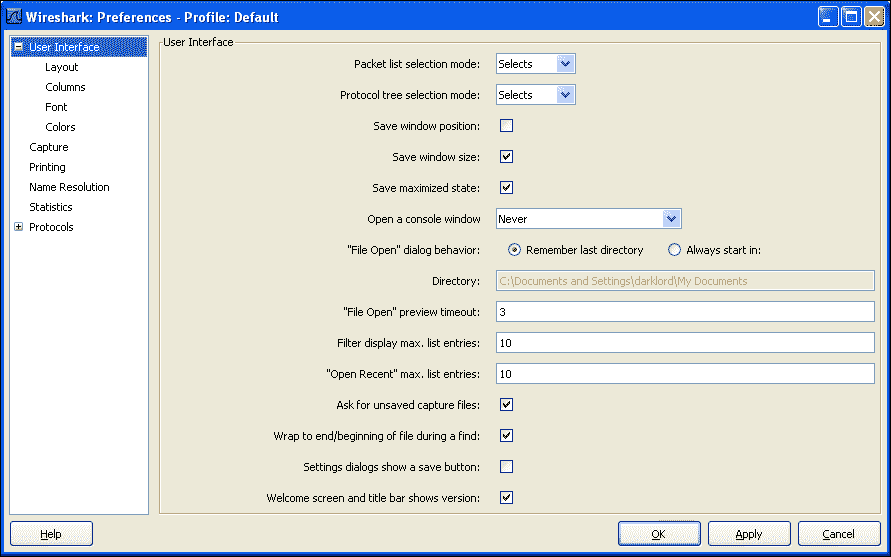 Wireshark: Preferences - Profile: Default
User Interface
Layout
Columns
Font
Colors
Capture
Printing
Name Resolution
Statistics
Protocols
User Interface
Packet list selection mode: Selects
Protocol tree selection mode: Selects
Save window position:
Save window size:
Save maximized state:
Open a console window Never
"File Open" dialog behavior: Remember last directory Always start in:
Directory: C:\Documents and Settings\darklord\My Documents
"File Open" preview timeout: 3
Filter display max. list entries: 10
"Open Recent" max. list entries: 10
Ask for unsaved capture files:
Wrap to end/beginning of file during a find:
Settings dialogs show a save button:
Welcome screen and title bar shows version:
Help OK Apply Cancel